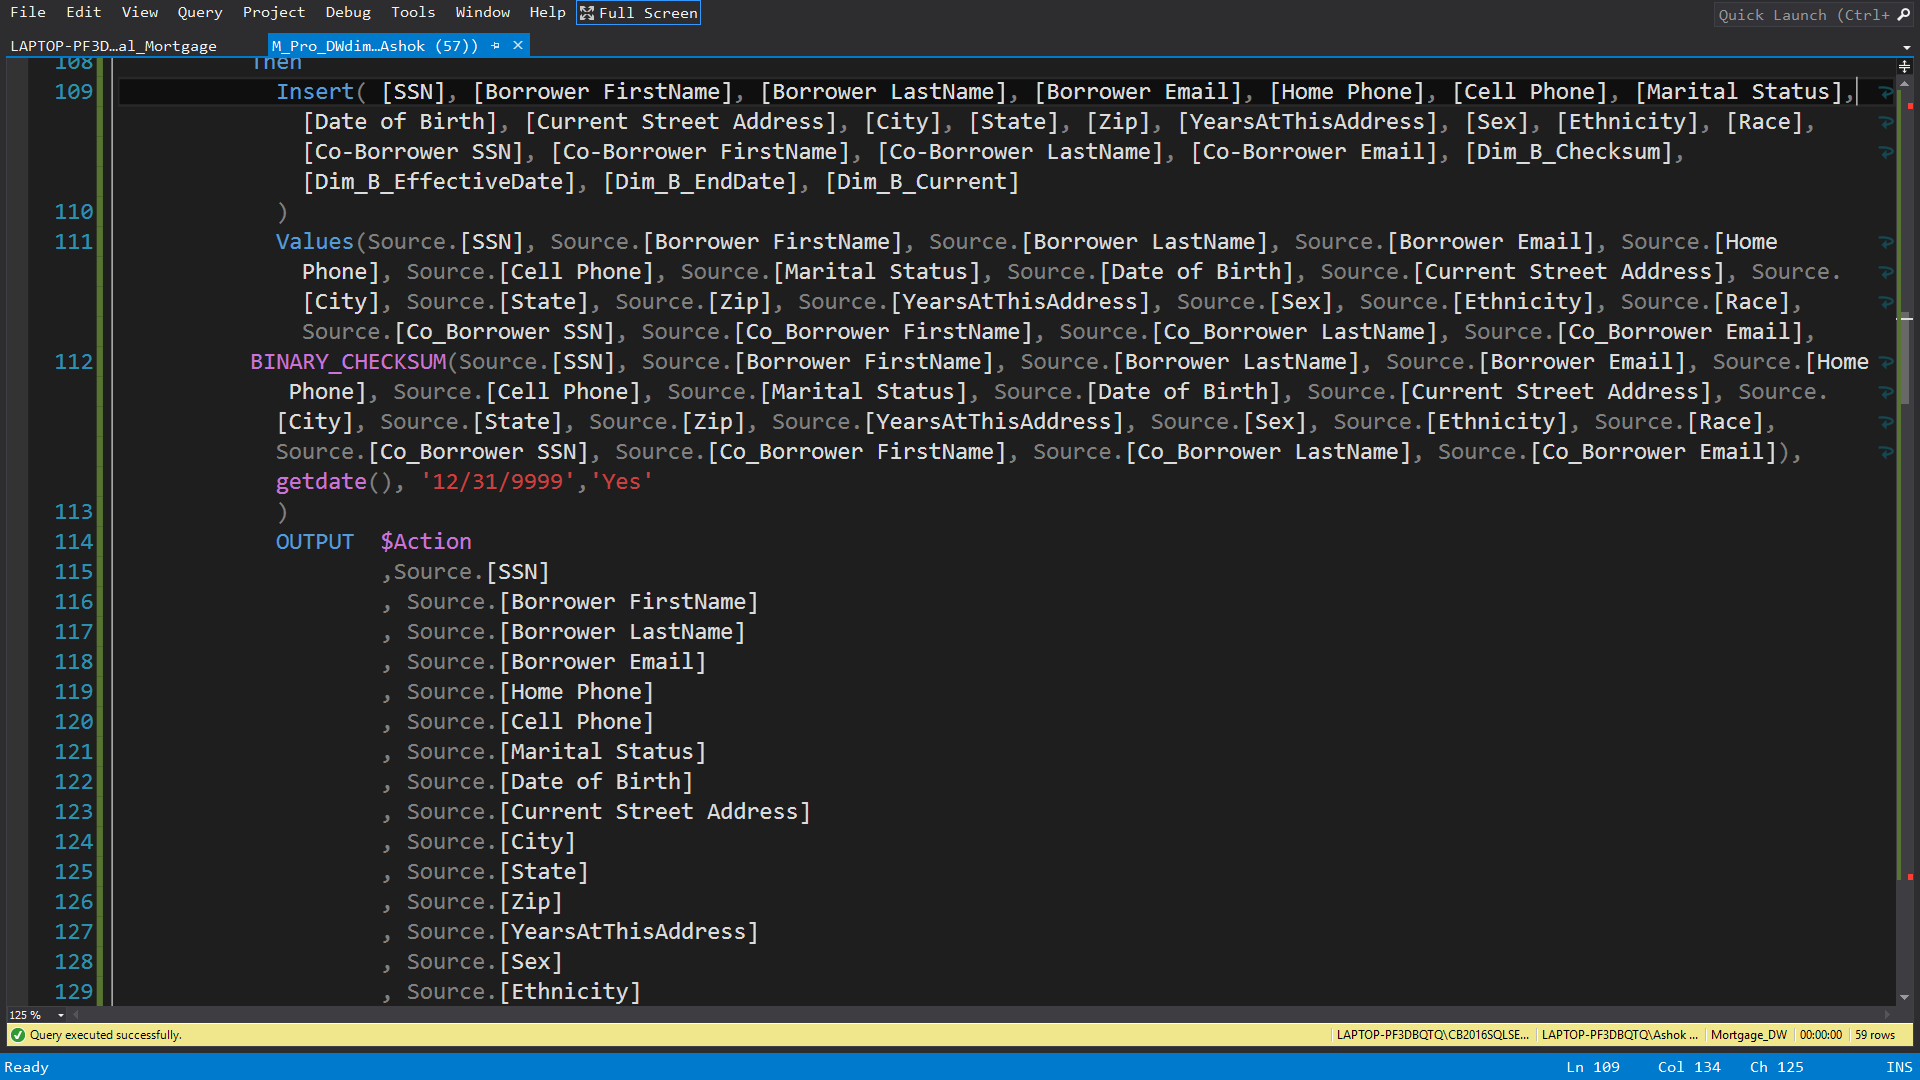 File Edit View Query Project Debug Tools Window Help Full Screen
Quick Launch (Ctrl+
LAPTOP-PF3D...al_Mortgage M_Pro_DWdim...Ashok (57))
108 Then
109 Insert( [SSN], [Borrower FirstName], [Borrower LastName], [Borrower Email], [Home Phone], [Cell Phone], [Marital Status],
[Date of Birth], [Current Street Address], [City], [State], [Zip], [YearsAtThisAddress], [Sex], [Ethnicity], [Race],
[Co-Borrower SSN], [Co-Borrower FirstName], [Co-Borrower LastName], [Co-Borrower Email], [Dim_B_Checksum],
[Dim_B_EffectiveDate], [Dim_B_EndDate], [Dim_B_Current]
110 )
111 Values(Source.[SSN], Source.[Borrower FirstName], Source.[Borrower LastName], Source.[Borrower Email], Source.[Home
Phone], Source.[Cell Phone], Source.[Marital Status], Source.[Date of Birth], Source.[Current Street Address], Source.
[City], Source.[State], Source.[Zip], Source.[YearsAtThisAddress], Source.[Sex], Source.[Ethnicity], Source.[Race],
Source.[Co_Borrower SSN], Source.[Co_Borrower FirstName], Source.[Co_Borrower LastName], Source.[Co_Borrower Email],
112 BINARY_CHECKSUM(Source.[SSN], Source.[Borrower FirstName], Source.[Borrower LastName], Source.[Borrower Email], Source.[Home
Phone], Source.[Cell Phone], Source.[Marital Status], Source.[Date of Birth], Source.[Current Street Address], Source.
[City], Source.[State], Source.[Zip], Source.[YearsAtThisAddress], Source.[Sex], Source.[Ethnicity], Source.[Race],
Source.[Co_Borrower SSN], Source.[Co_Borrower FirstName], Source.[Co_Borrower LastName], Source.[Co_Borrower Email]),
getdate(), '12/31/9999','Yes'
113 )
114 OUTPUT $Action
115 ,Source.[SSN]
116 , Source.[Borrower FirstName]
117 , Source.[Borrower LastName]
118 , Source.[Borrower Email]
119 , Source.[Home Phone]
120 , Source.[Cell Phone]
121 , Source.[Marital Status]
122 , Source.[Date of Birth]
123 , Source.[Current Street Address]
124 , Source.[City]
125 , Source.[State]
126 , Source.[Zip]
127 , Source.[YearsAtThisAddress]
128 , Source.[Sex]
129 , Source.[Ethnicity]
125 %
Query executed successfully. LAPTOP-PF3DBQTQ\CB2016SQLSE... LAPTOP-PF3DBQTQ\Ashok ... Mortgage_DW 00:00:00 59 rows
Ready Ln 109 Col 134 Ch 125 INS